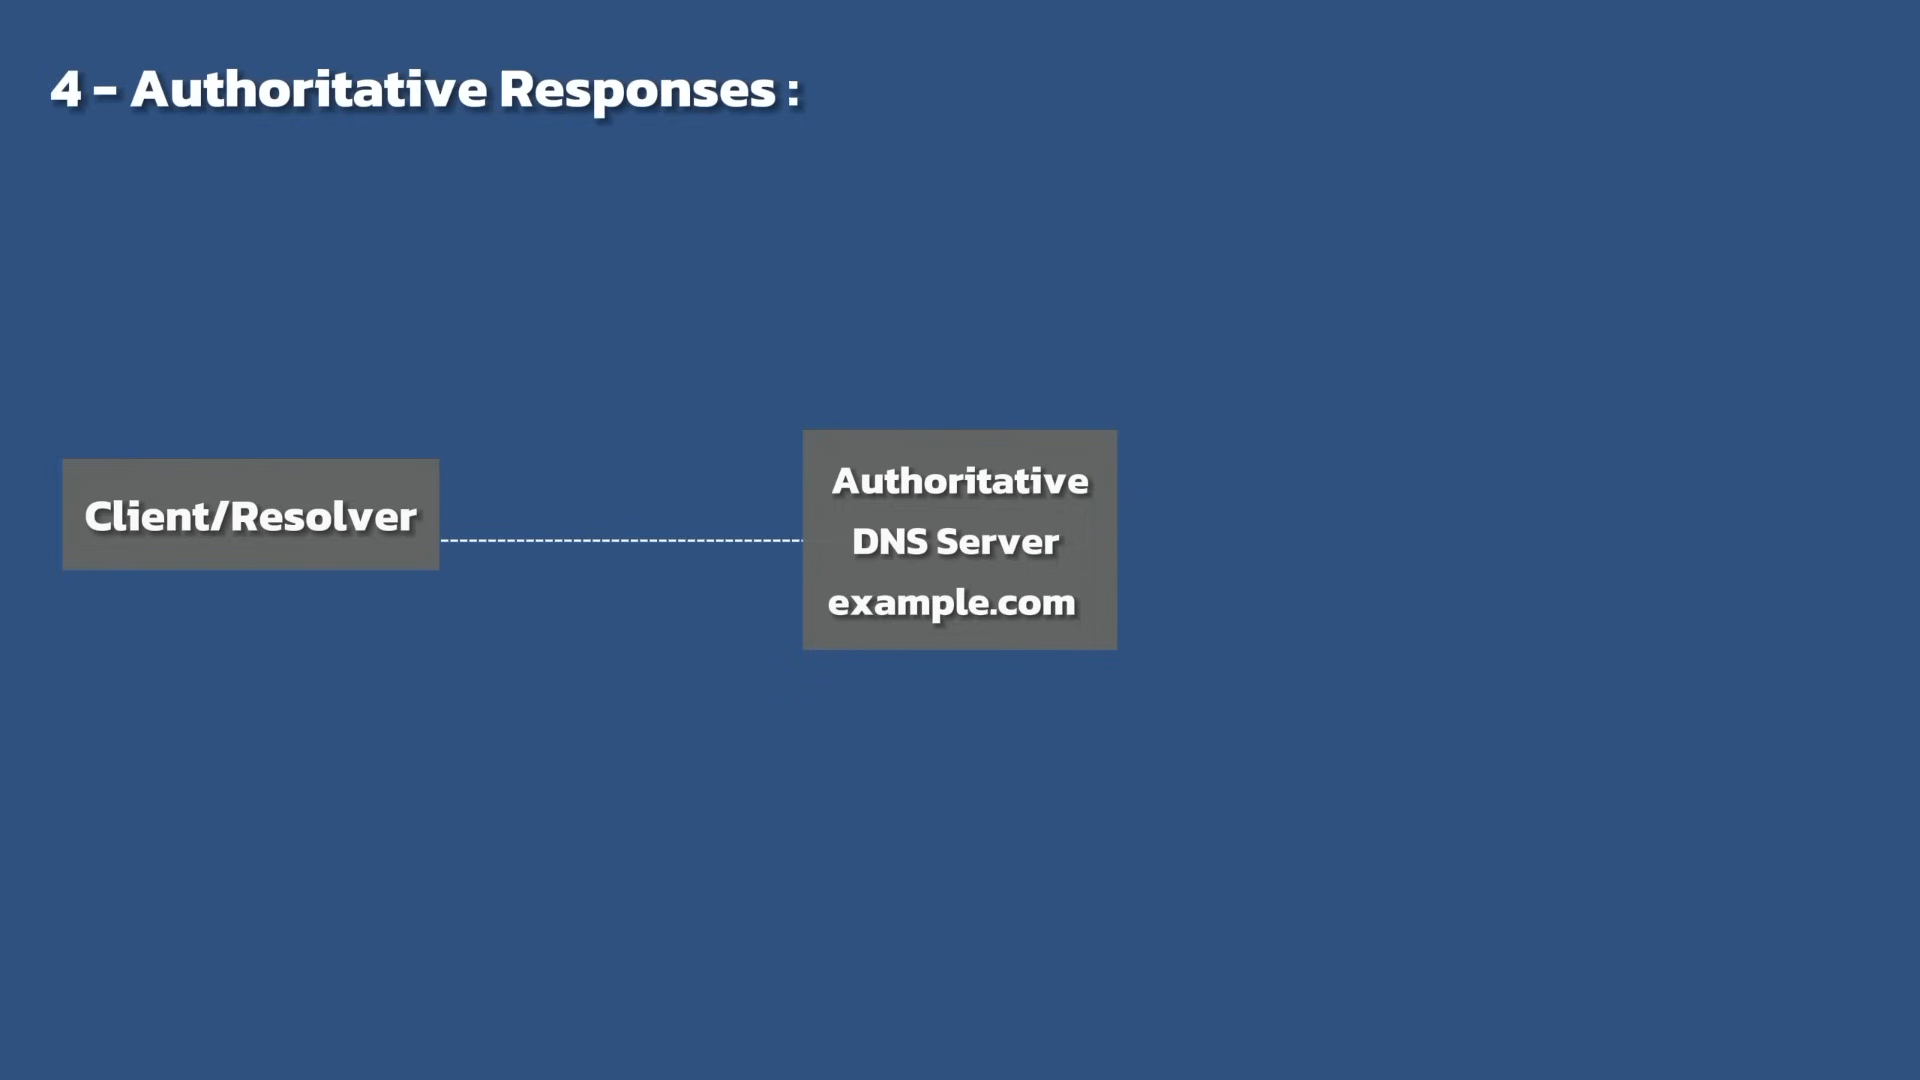 4 - Authoritative Responses :
Client/Resolver
Authoritative
DNS Server
example.com